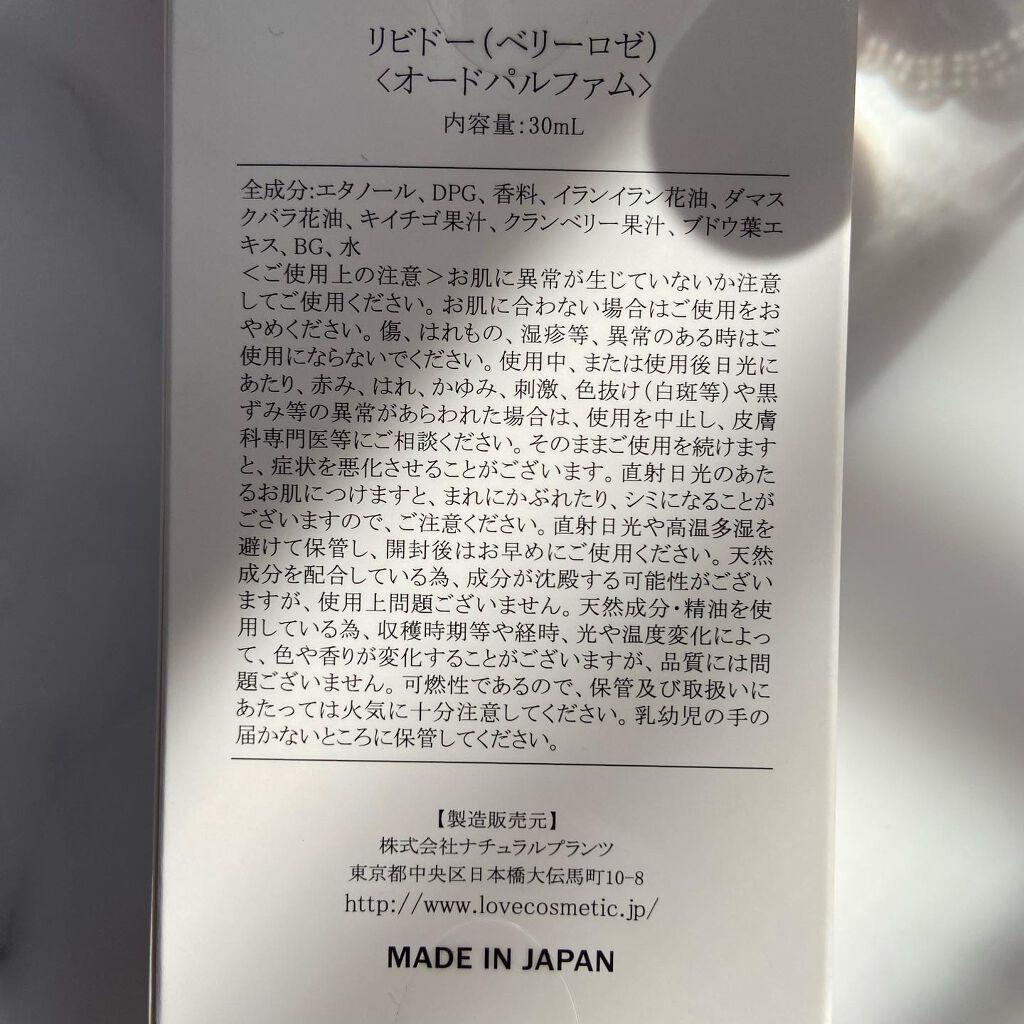 リビドー(ベリーロゼ)
〈オードパルファム〉
内容量:30mL
全成分:エタノール、DPG、香料、イランイラン花油、ダマス
クバラ花油、キイチゴ果汁、クランベリー果汁、ブドウ葉エ
キス、BG、水
＜ご使用上の注意＞お肌に異常が生じていないか注意
してご使用ください。お肌に合わない場合はご使用をお
やめください。傷、はれもの、湿疹等、異常のある時はご
使用にならないでください。使用中、または使用後日光に
あたり、赤み、はれ、かゆみ、刺激、色抜け(白斑等)や黒
ずみ等の異常があらわれた場合は、使用を中止し、皮膚
科専門医等にご相談ください。そのままご使用を続けます
と、症状を悪化させることがございます。直射日光のあた
るお肌につけますと、まれにかぶれたり、シミになることが
ございますので、ご注意ください。直射日光や高温多湿を
避けて保管し、開封後はお早めにご使用ください。天然
成分を配合している為、成分が沈殿する可能性がござい
ますが、使用上問題ございません。天然成分・精油を使
用している為、収穫時期等や経時、光や温度変化によっ
て、色や香りが変化することがございますが、品質には問
題ございません。可燃性であるので、保管及び取扱いに
あたっては火気に十分注意してください。乳幼児の手の
届かないところに保管してください。
【製造販売元】
株式会社ナチュラルプランツ
東京都中央区日本橋大伝馬町10-8
http://www.lovecosmetic.jp/
MADE IN JAPAN